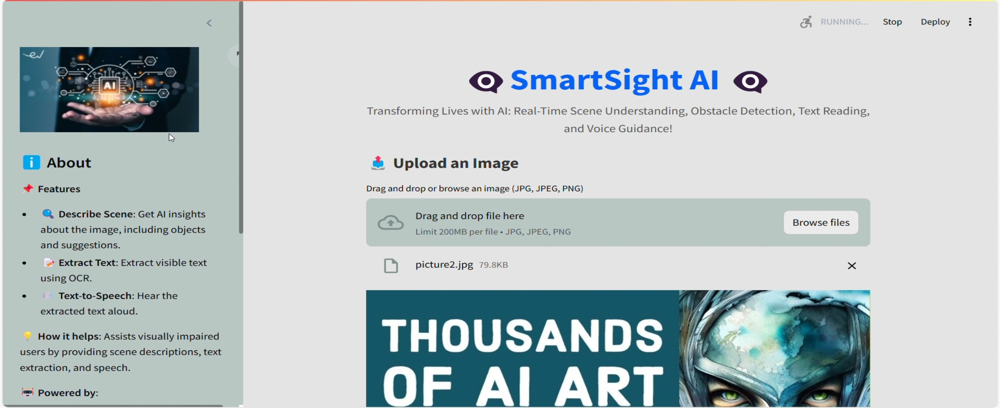 RUNNING...
Stop
Deploy
AI
SmartSight AI
Transforming Lives with AI: Real-Time Scene Understanding, Obstacle Detection, Text Reading,
and Voice Guidance!
About
Features
Describe Scene: Get AI insights
about the image, including objects
and suggestions.
Extract Text: Extract visible text
using OCR.
Text-to-Speech: Hear the
extracted text aloud.
How it helps: Assists visually impaired
users by providing scene descriptions, text
extraction, and speech.
Powered by:
Upload an Image
Drag and drop or browse an image (JPG, JPEG, PNG)
Drag and drop file here
Limit 200MB per file • JPG, JPEG, PNG
Browse files
picture2.jpg 79.8KB
THOUSANDS
OF AI ART